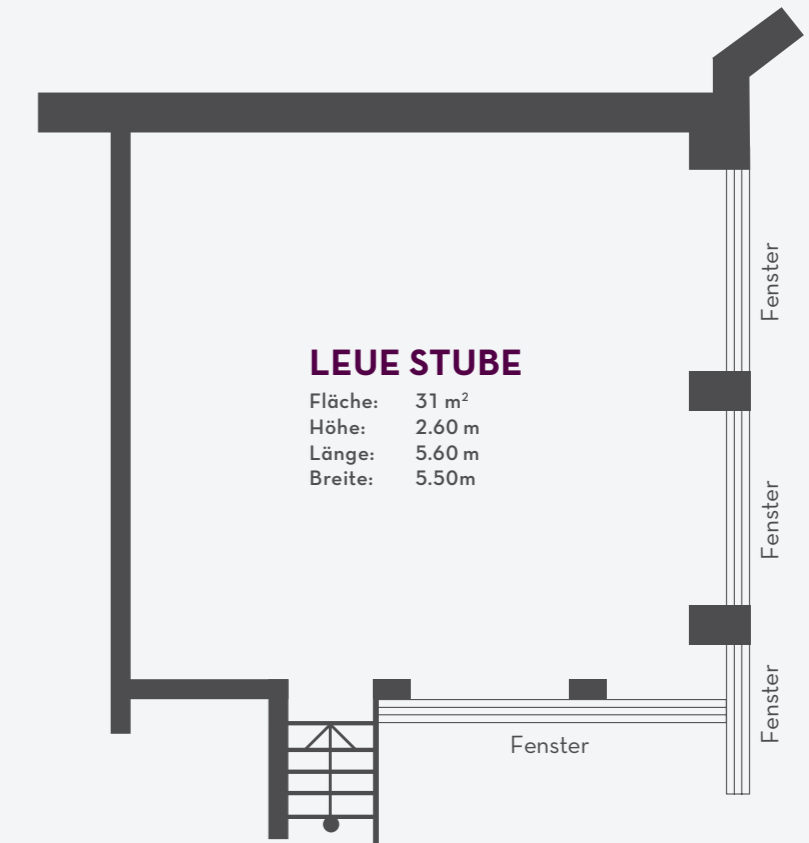 Fenster
LEUE STUBE
Fläche: 31 m²
Höhe: 2.60 m
Länge: 5.60 m
Breite: 5.50m
Fenster
Fenster
Fenster